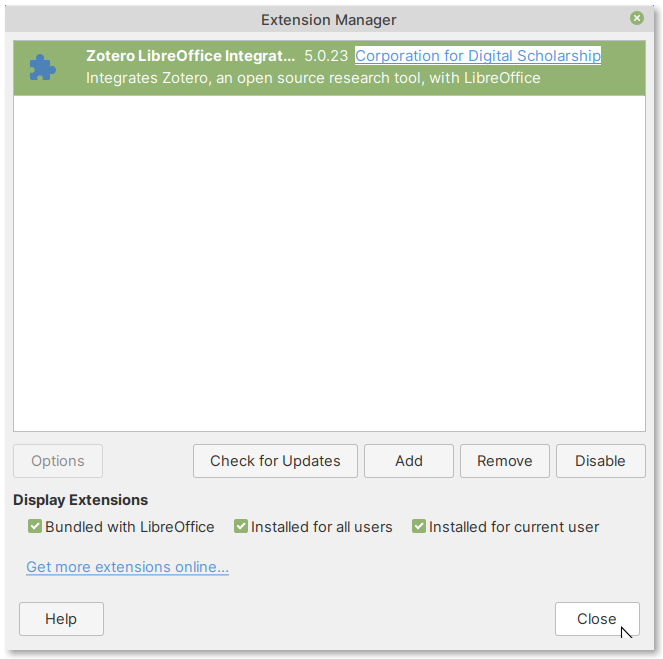 Extension Manager
Zotero LibreOffice Integrat... 5.0.23 Corporation for Digital Scholarship
Integrates Zotero, an open source research tool, with LibreOffice
Options Check for Updates Add Remove Disable
Display Extensions
Bundled with LibreOffice Installed for all users Installed for current user
Get more extensions online...
Help Close